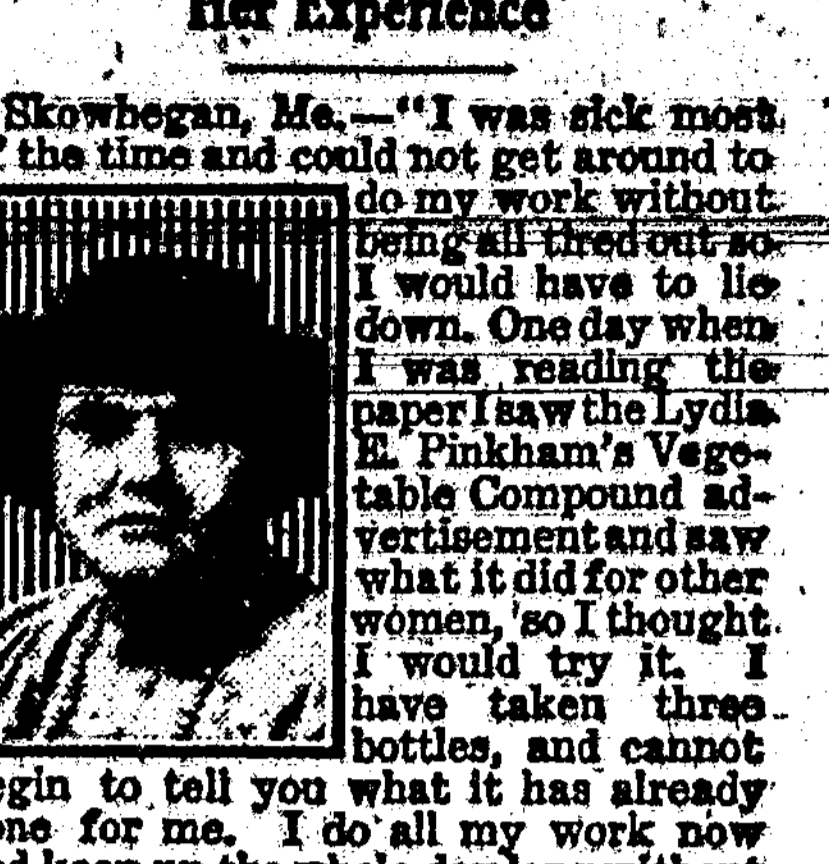 Her Experience
Skowhegan, Me.—"I was sick most
the time and could not get around to
do my work without
being all tired out so
I would have to lie
down. One day when
I was reading the
paper I saw the Lydia
E. Pinkham's Vege-
table Compound ad-
vertisement and saw
what it did for other
women, so I thought
I would try it. I
have taken three
bottles, and cannot
egin to tell you what it has already
one for me. I do all my work now
keep up the whole